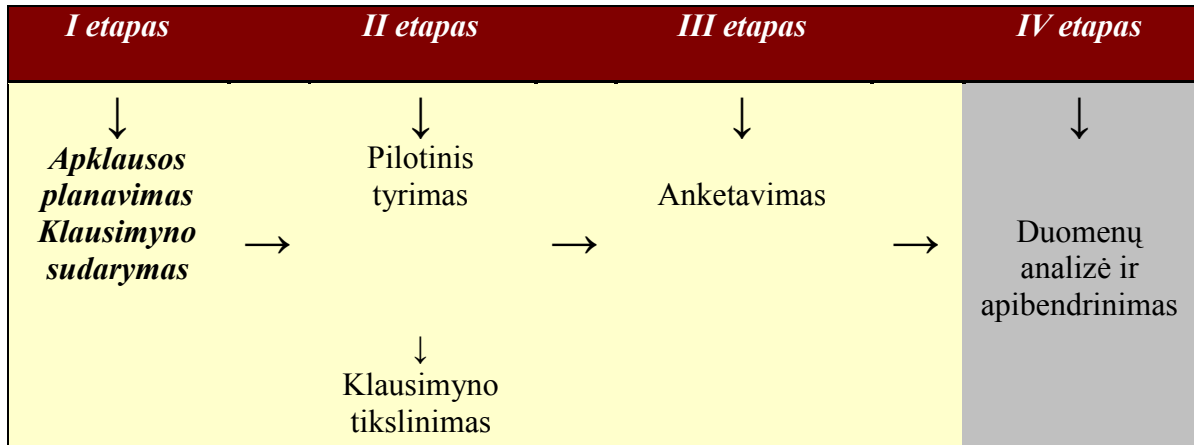 I etapas
II etapas
III etapas
IV etapas
↓
↓
↓
↓
Apklausos
planavimas
Klausimyno
sudarymas
→
Pilotinis
tyrimas
→
↓
Klausimyno
tikslinimas
Anketavimas
→
Duomenų
analizė ir
apibendrinimas